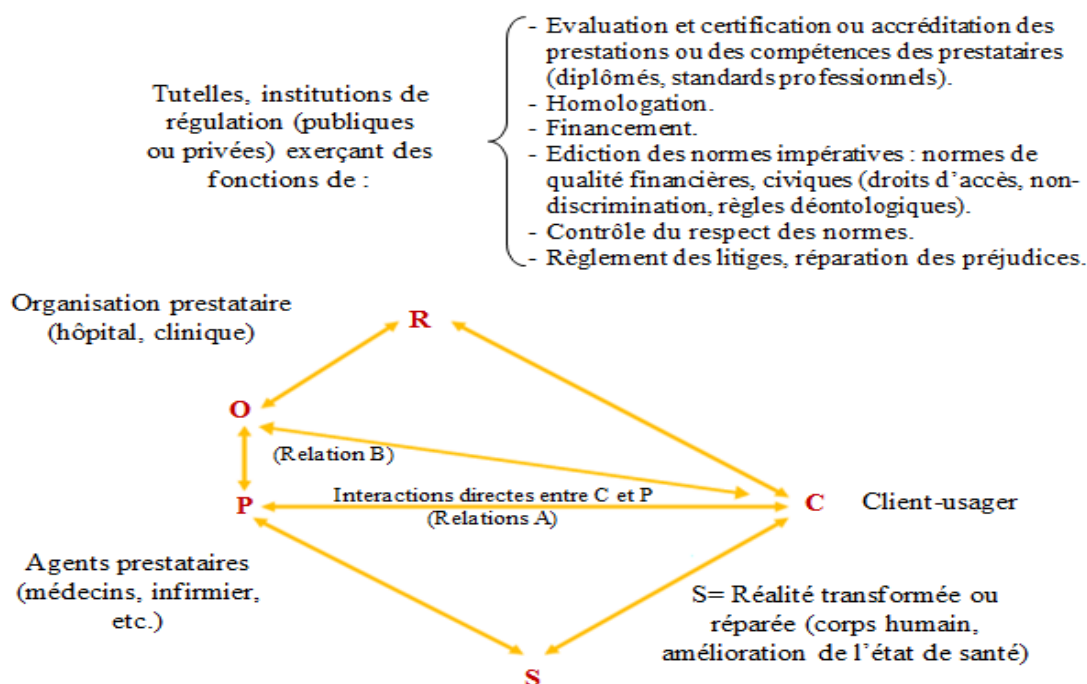 Tutelles, institutions de
régulation (publiques
ou privées) exerçant des
fonctions de :
- Evaluation et certification ou accréditation des
prestations ou des compétences des prestataires
(diplômés, standards professionnels).
- Homologation.
- Financement.
- Ediction des normes impératives : normes de
qualité financières, civiques (droits d’accès, non-
discrimination, règles déontologiques).
- Contrôle du respect des normes.
- Règlement des litiges, réparation des préjudices.
Organisation prestataire
(hôpital, clinique)
R
O
(Relation B)
P
Interactions directes entre C et P
(Relations A)
C
Client-usager
Agents prestataires
(médecins, infirmier,
etc.)
S= Réalité transformée ou
réparée (corps humain,
amélioration de l’état de santé)
S